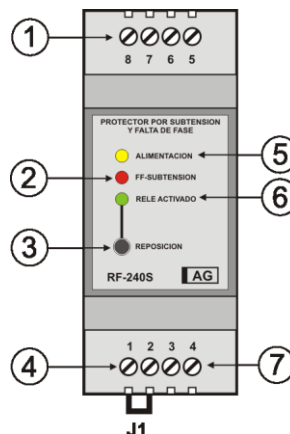 1
8 7 6 5
PROTECTOR POR SUBTENSION
Y FALTA DE FASE
ALIMENTACION
5
2
FF-SUBTENSION
RELE ACTIVADO
6
3
REPOSICION
RF-240S
AG
4
1 2 3 4
7
J1